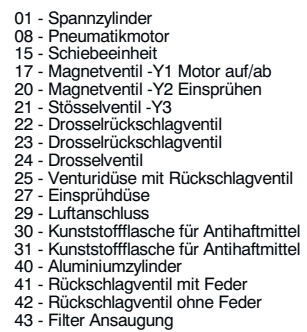 01 - Spannzylinder
08 - Pneumatikmotor
15 - Schiebeeinheit
17 - Magnetventil -Y1 Motor auf/ab
20 - Magnetventil -Y2 Einsprühen
21 - Stösselventil -Y3
22 - Drosselrückschlagventil
23 - Drosselrückschlagventil
24 - Drosselventil
25 - Venturidüse mit Rückschlagventil
27 - Einsprühdüse
29 - Luftanschluss
30 - Kunststoffflasche für Antihaftmittel
31 - Kunststoffflasche für Antihaftmittel
40 - Aluminiumzylinder
41 - Rückschlagventil mit Feder
42 - Rückschlagventil ohne Feder
43 - Filter Ansaugung